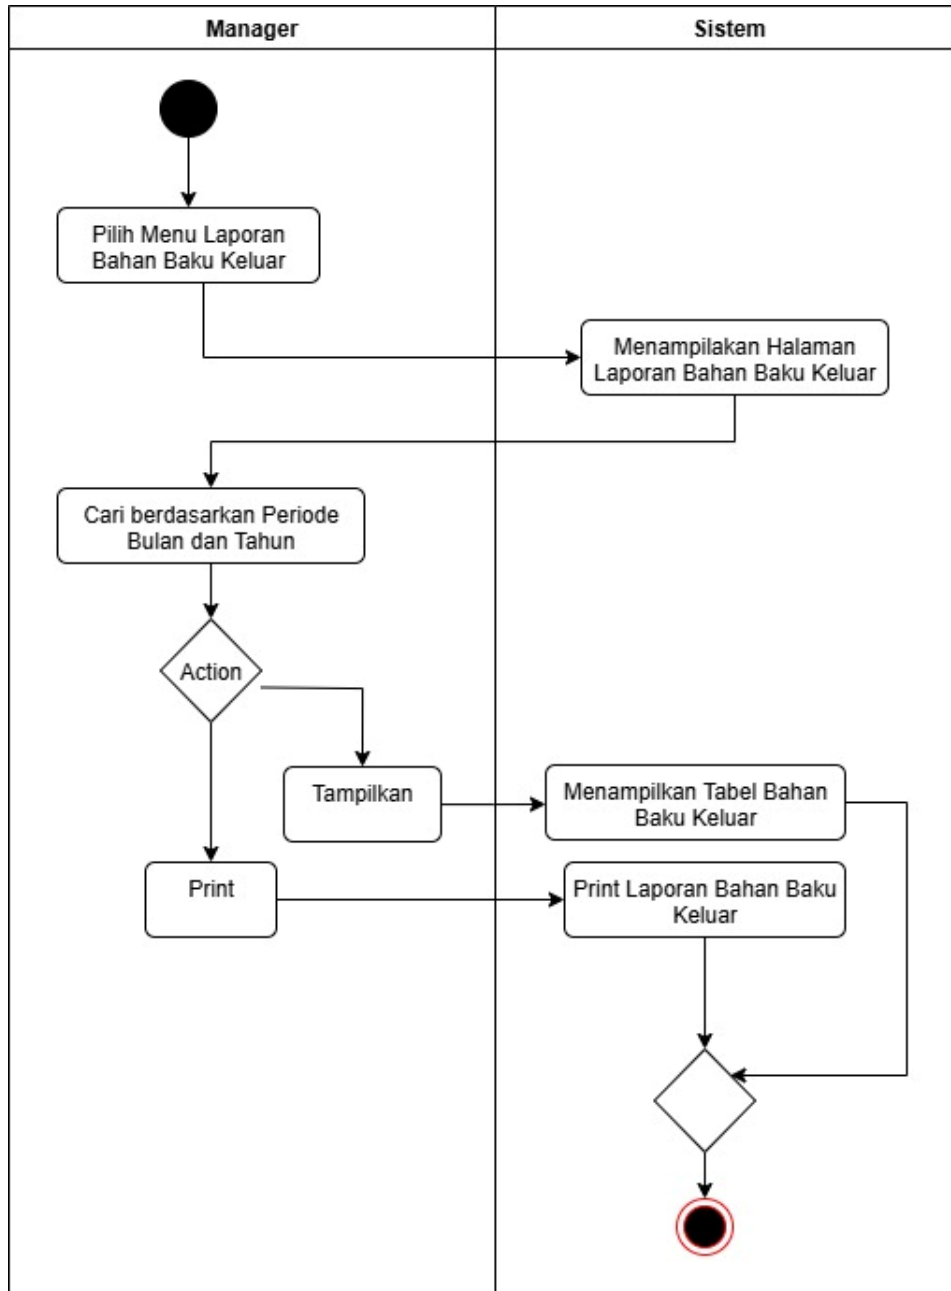 Manager
Sistem
Pilih Menu Laporan
Bahan Baku Keluar
Menampilakan Halaman
Laporan Bahan Baku Keluar
Cari berdasarkan Periode
Bulan dan Tahun
Action
Tampilkan
Menampilkan Tabel Bahan
Baku Keluar
Print
Print Laporan Bahan Baku
Keluar